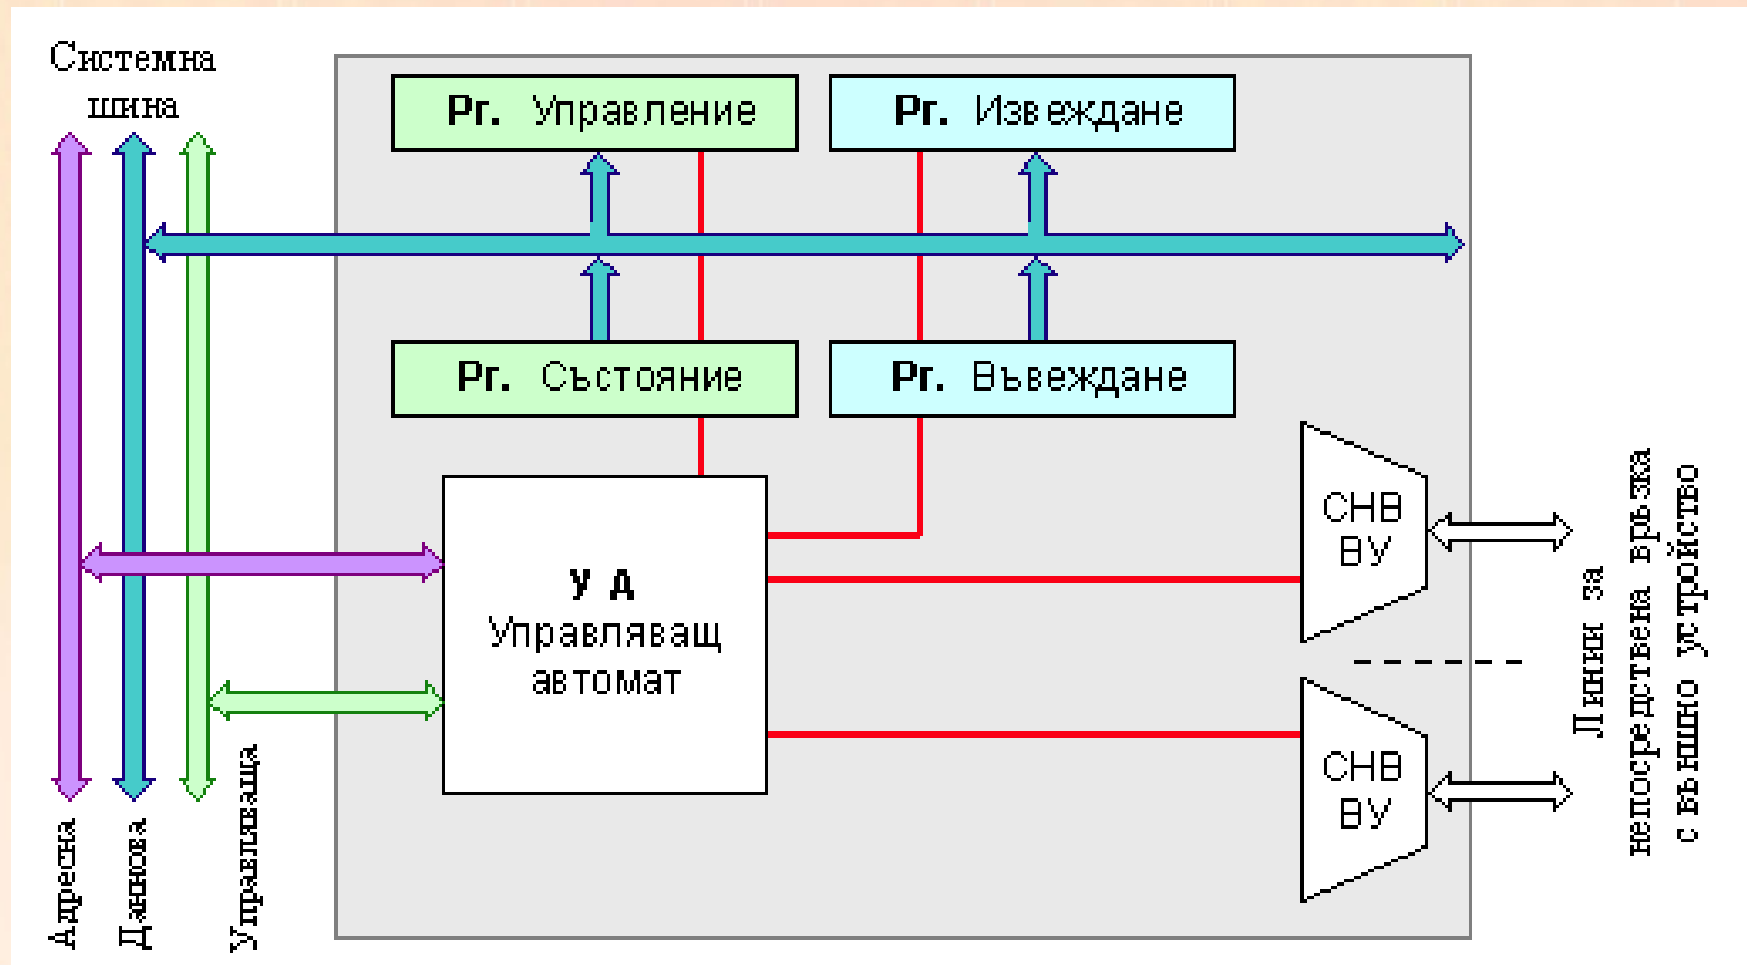 Системна
шина
Рг. Управление
Рг. Извеждане
Рг. Състояние
Рг. Въвеждане
У Д
Управляващ
автомат
СНВ
ВУ
СНВ
ВУ
Линии за
непосредствена връзка
с външно устройство
Адресна
Даннова
Управляваща